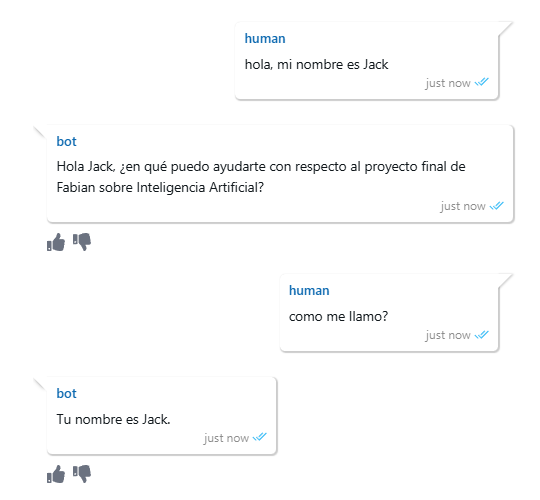 human
hola, mi nombre es Jack
just now
bot
Hola Jack, ¿en qué puedo ayudarte con respecto al proyecto final de
Fabian sobre Inteligencia Artificial?
just now
human
como me llamo?
just now
bot
Tu nombre es Jack.
just now